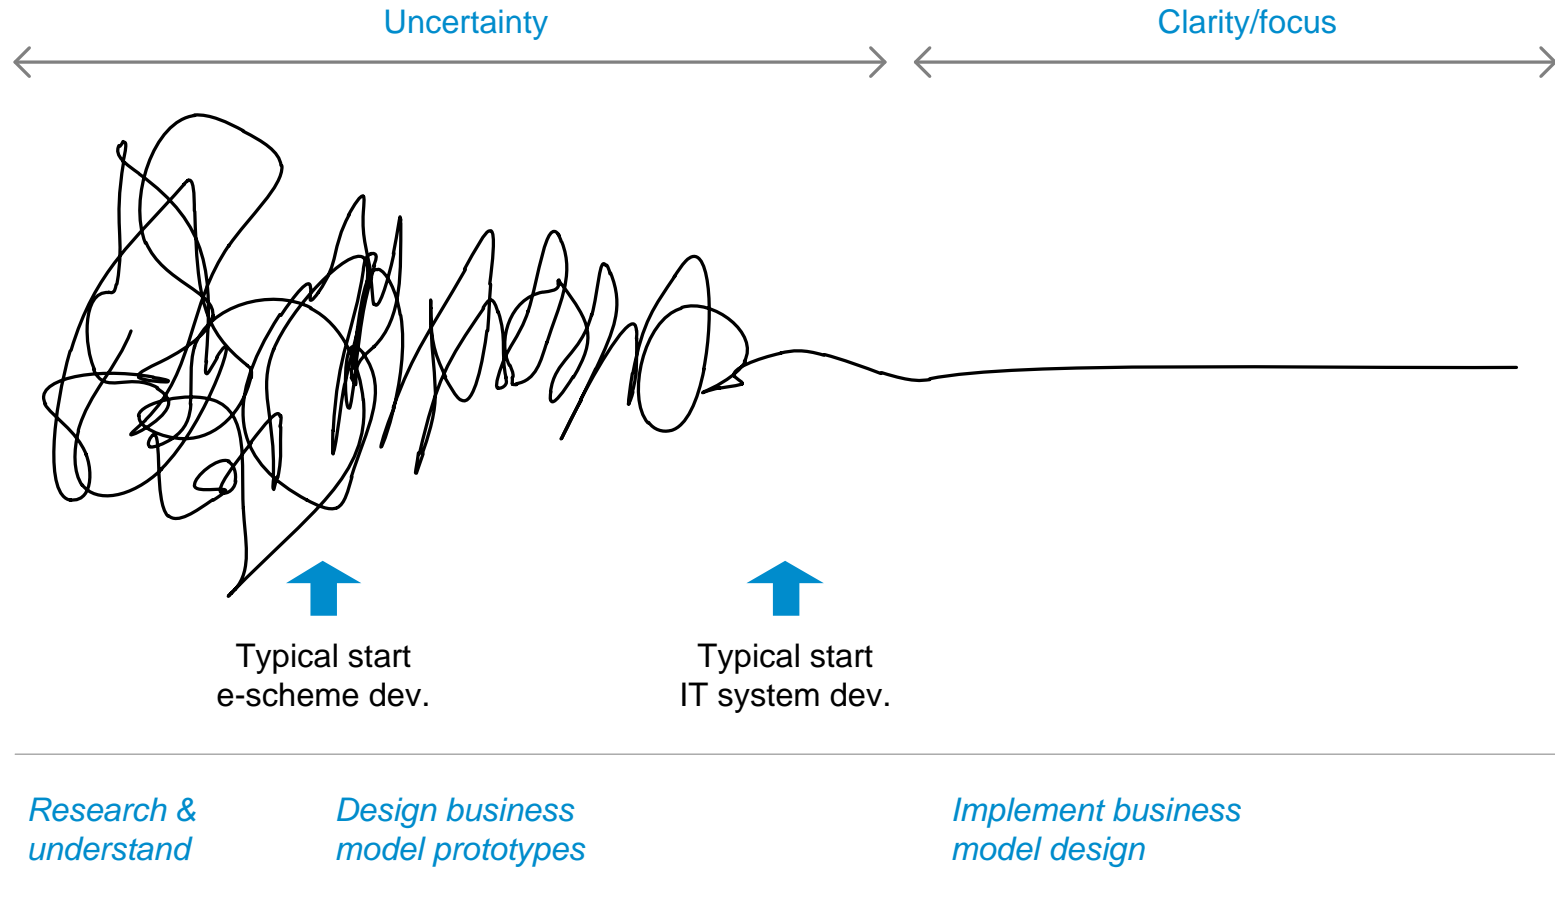 Uncertainty
Clarity/focus
Typical start
e-scheme dev.
Typical start
IT system dev.
Research &
understand
Design business
model prototypes
Implement business
model design